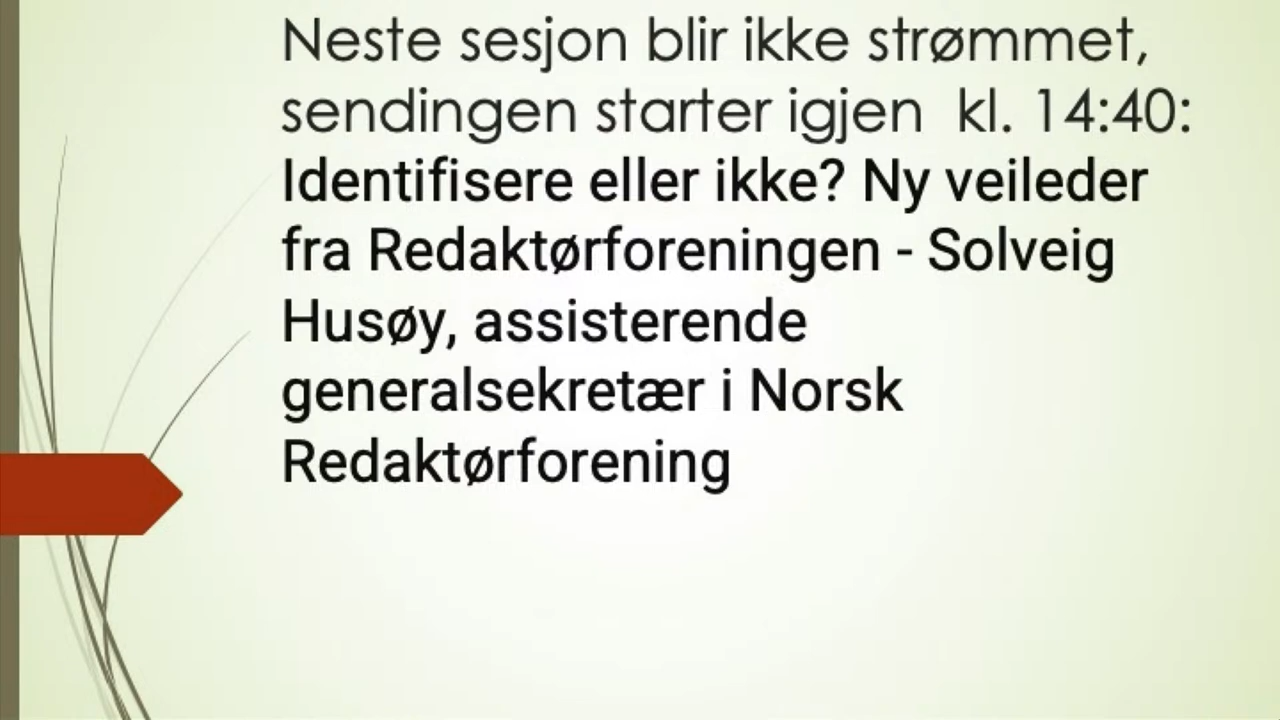 Neste sesjon blir ikke strømmet,
sendingen starter igjen  kl. 14:40:
Identifisere eller ikke? Ny veileder
fra Redaktørforeningen - Solveig
Husøy, assisterende
generalsekretær i Norsk
Redaktørforening